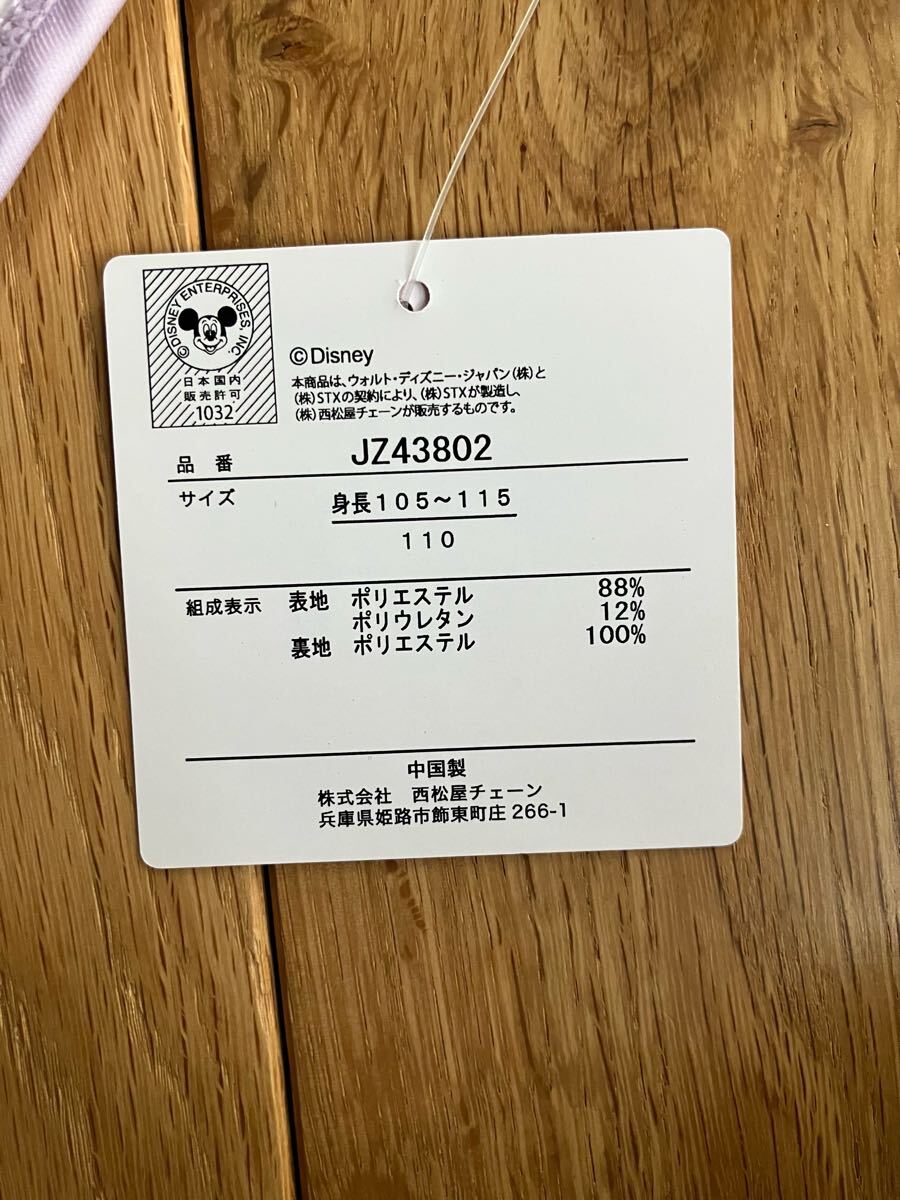 ©DISNEY ENTERPRISES, INC.
日本国内
販売許可
1032
©Disney
本商品は、ウォルト・ディズニー・ジャパン(株)と
(株)STXの契約により、(株)STXが製造し、
(株)西松屋チェーンが販売するものです。
品 番 JZ43802
サイズ 身長105~115
110
組成表示 表地 ポリエステル 88%
ポリウレタン 12%
裏地 ポリエステル 100%
中国製
株式会社 西松屋チェーン
兵庫県姫路市飾東町庄 266-1